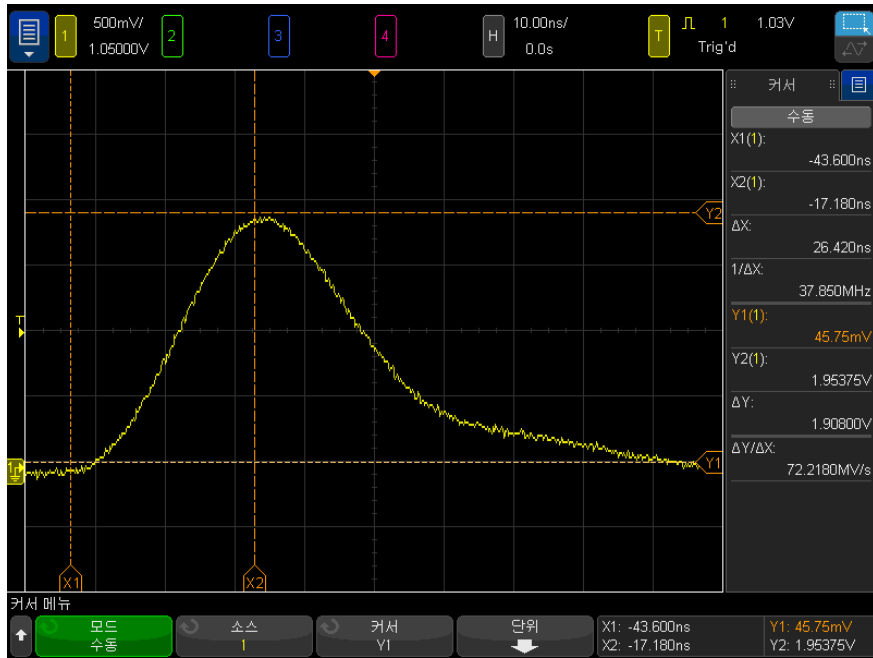 1 500mV/ 1.05000V 2 3 4 H 10.00ns/ 0.0s T 1 1.03V Trig'd
커서
수동
X1(1):
-43.600ns
X2(1):
-17.180ns
ΔX:
26.420ns
1/ΔX:
37.850MHz
Y1(1):
45.75mV
Y2(1):
1.95375V
ΔY:
1.90800V
ΔY/ΔX:
72.2180MV/s
Y2
T
1
Y1
X1 X2
커서 메뉴
모드
수동
소스
1
커서
Y1
단위
X1: -43.600ns
X2: -17.180ns
Y1: 45.75mV
Y2: 1.95375V